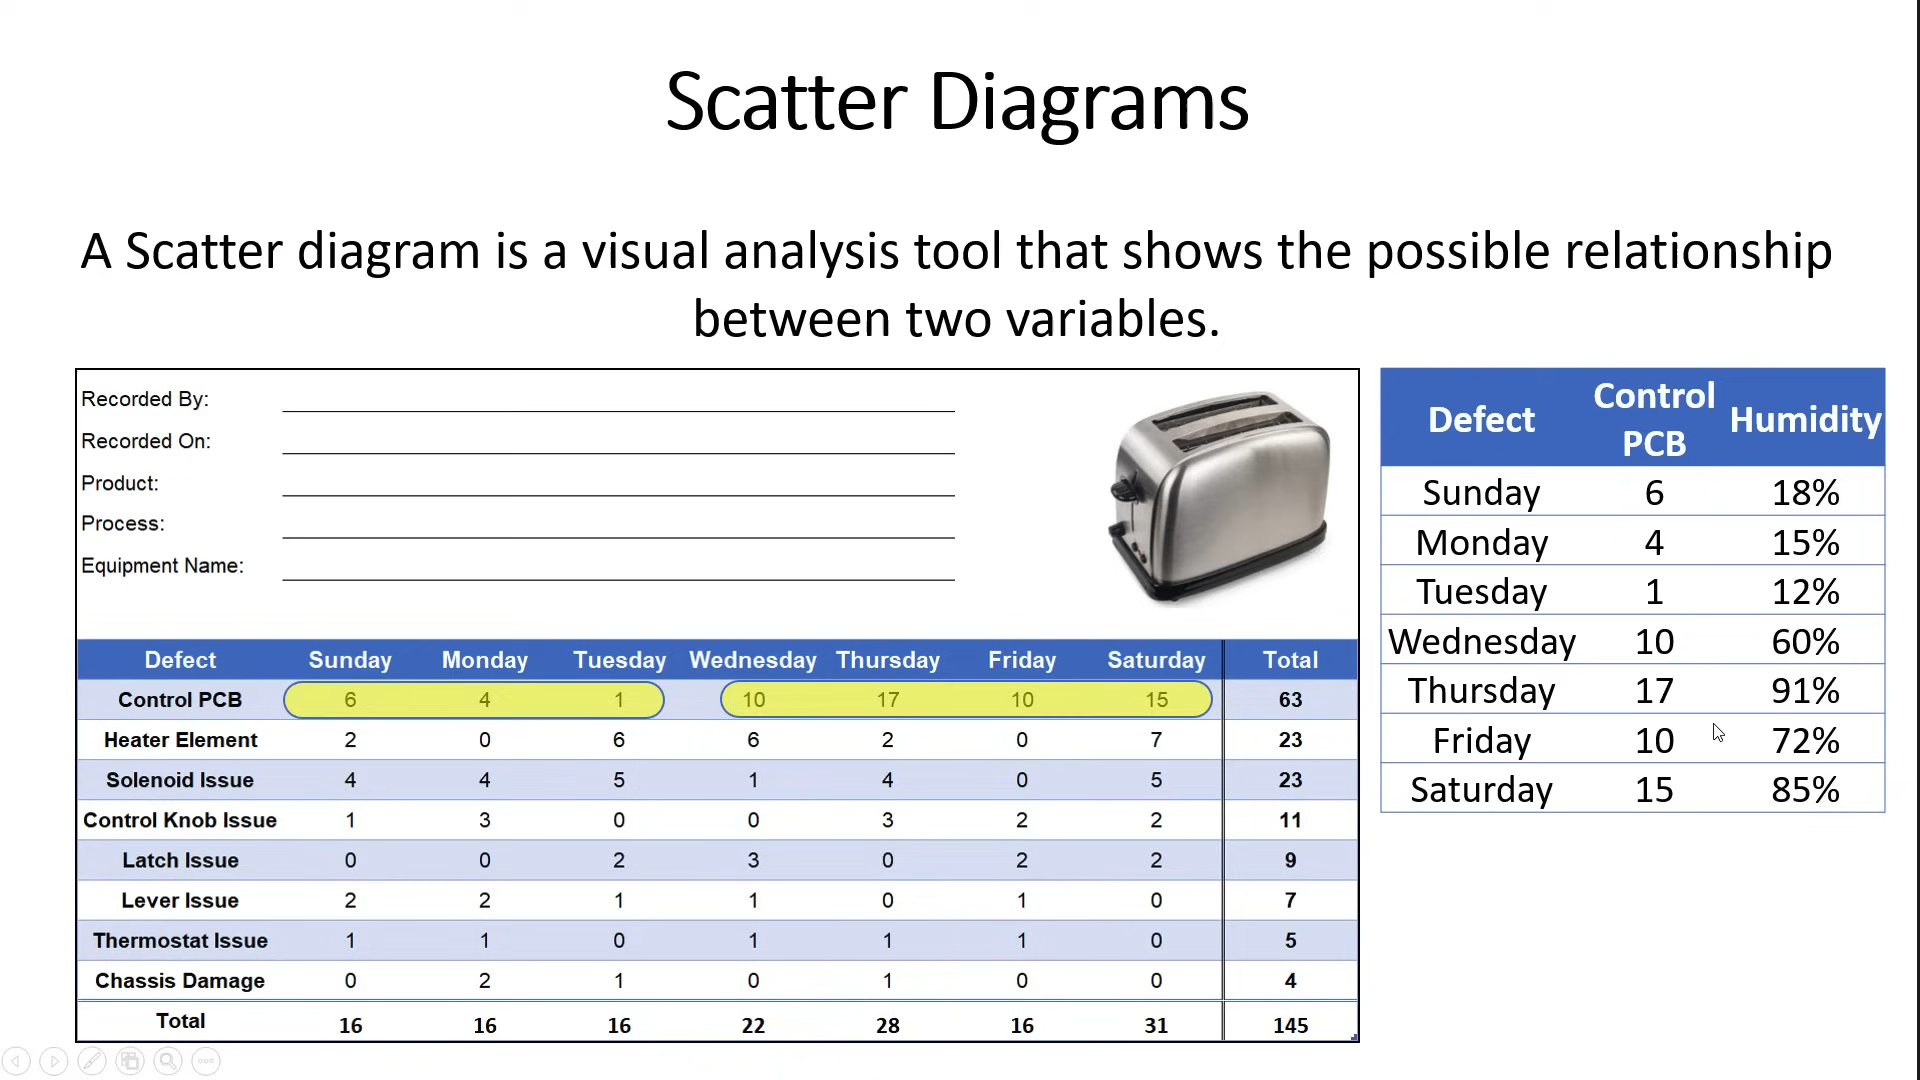 Scatter Diagrams
A Scatter diagram is a visual analysis tool that shows the possible relationship
between two variables.
Recorded By:
Recorded On:
Product:
Process:
Equipment Name:
Defect Sunday Monday Tuesday Wednesday Thursday Friday Saturday Total
Control PCB 6 4 1 10 17 10 15 63
Heater Element 2 0 6 6 2 0 7 23
Solenoid Issue 4 4 5 1 4 0 5 23
Control Knob Issue 1 3 0 0 3 2 2 11
Latch Issue 0 0 2 3 0 2 2 9
Lever Issue 2 2 1 1 0 1 0 7
Thermostat Issue 1 1 0 1 1 1 0 5
Chassis Damage 0 2 1 0 1 0 0 4
Total 16 16 16 22 28 16 31 145
Defect Control PCB Humidity
Sunday 6 18%
Monday 4 15%
Tuesday 1 12%
Wednesday 10 60%
Thursday 17 91%
Friday 10 72%
Saturday 15 85%